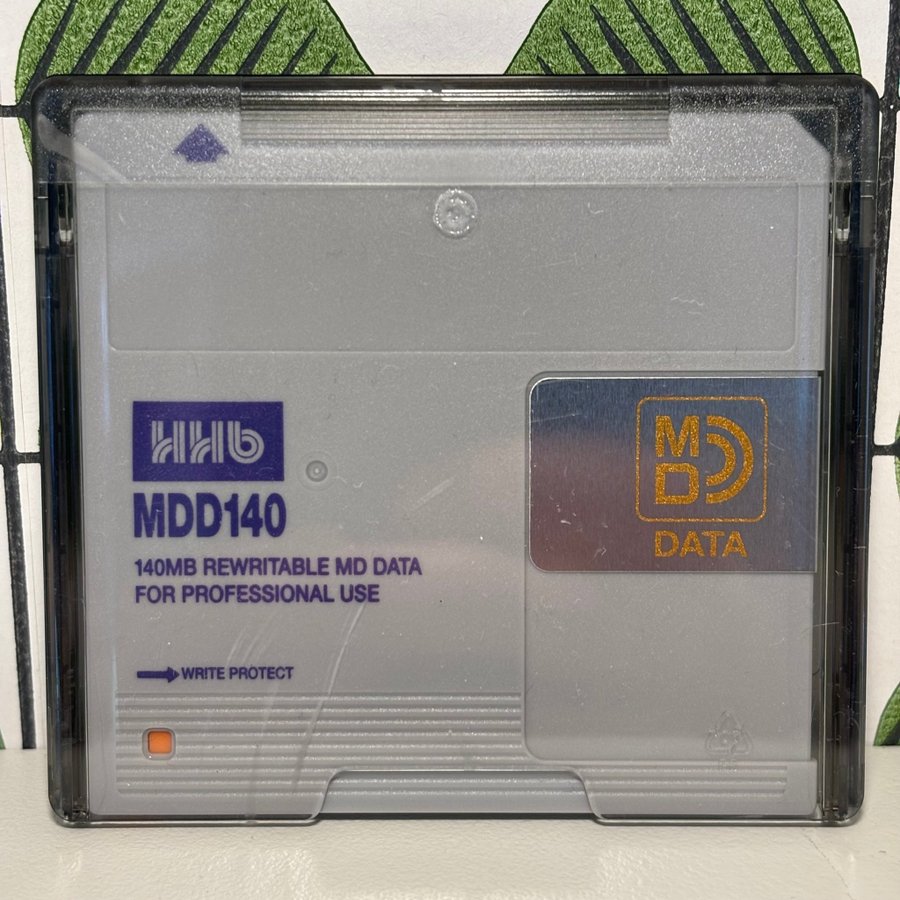 HHb
MDD140
140MB REWRITABLE MD DATA
FOR PROFESSIONAL USE
WRITE PROTECT
MD
DATA